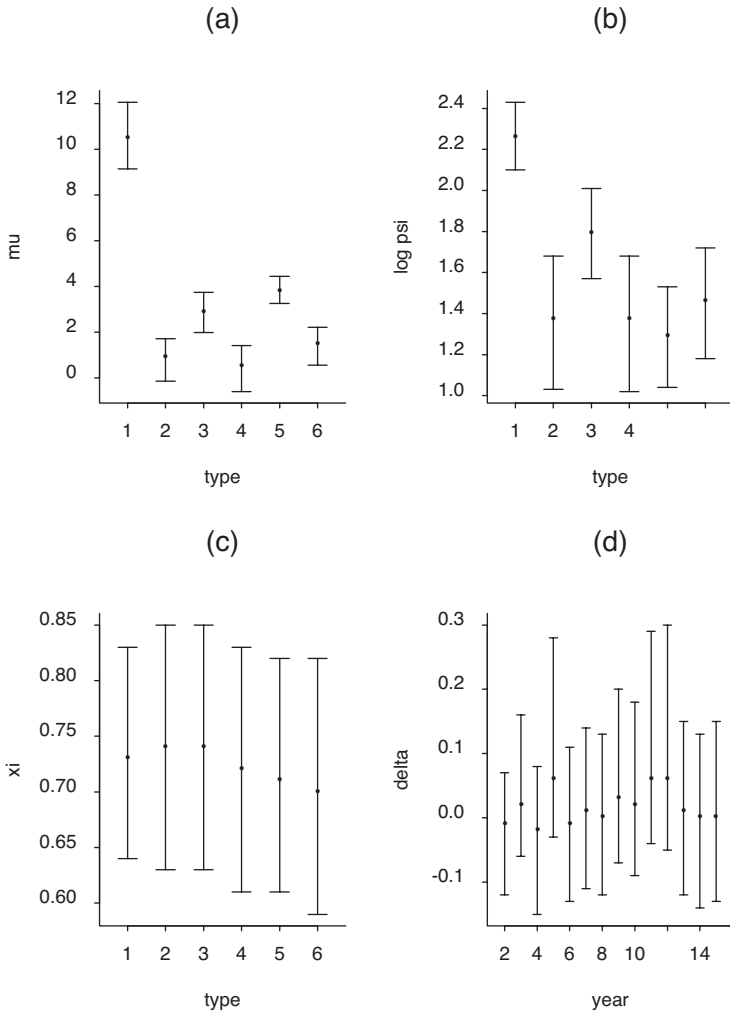 (a)
12
10
8
6
4
2
0
mu
1 2 3 4 5 6
type
(b)
2.4
2.2
2.0
1.8
1.6
1.4
1.2
1.0
log psi
1 2 3 4
type
(c)
0.85
0.80
0.75
0.70
0.65
0.60
xi
1 2 3 4 5 6
type
(d)
0.3
0.2
0.1
0.0
-0.1
delta
2 4 6 8 10 14
year